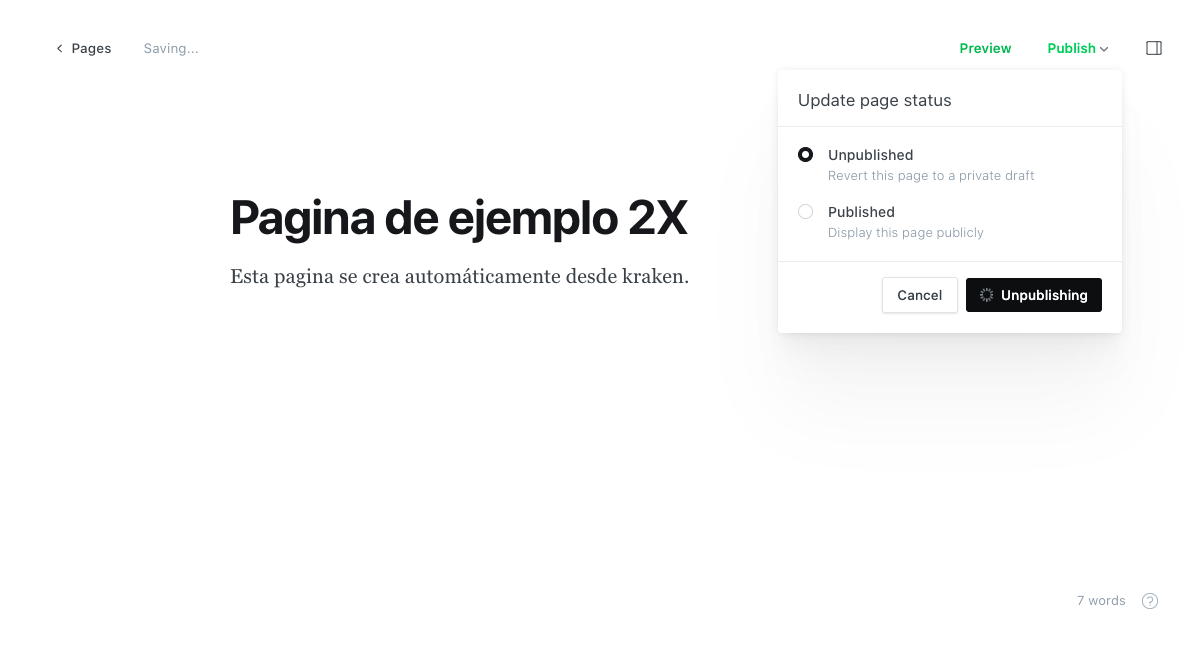 Pages
Saving...
Preview
Publish
Update page status
Unpublished
Revert this page to a private draft
Published
Display this page publicly
Cancel
Unpublishing
Pagina de ejemplo 2X
Esta pagina se crea automáticamente desde kraken.
7 words
?